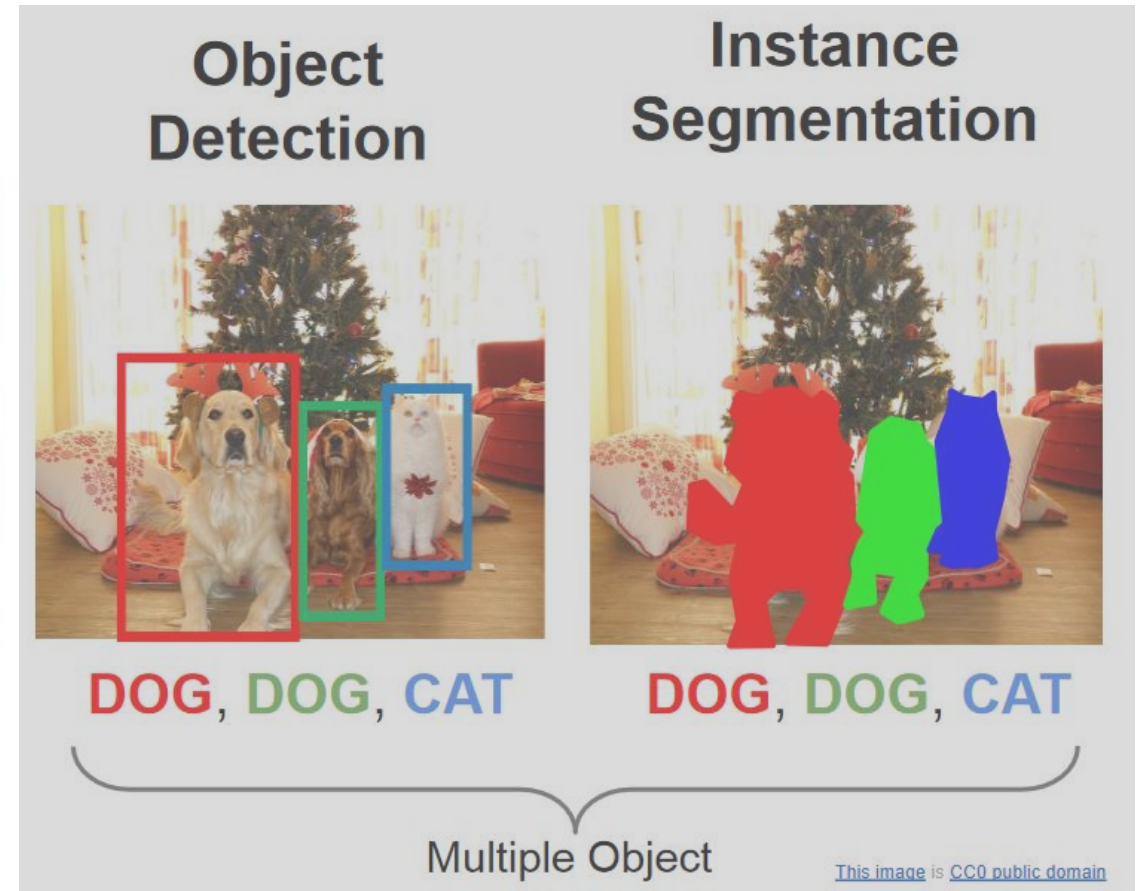 Object
Detection
Instance
Segmentation
DOG, DOG, CAT
DOG, DOG, CAT
Multiple Object
This image is CC0 public domain